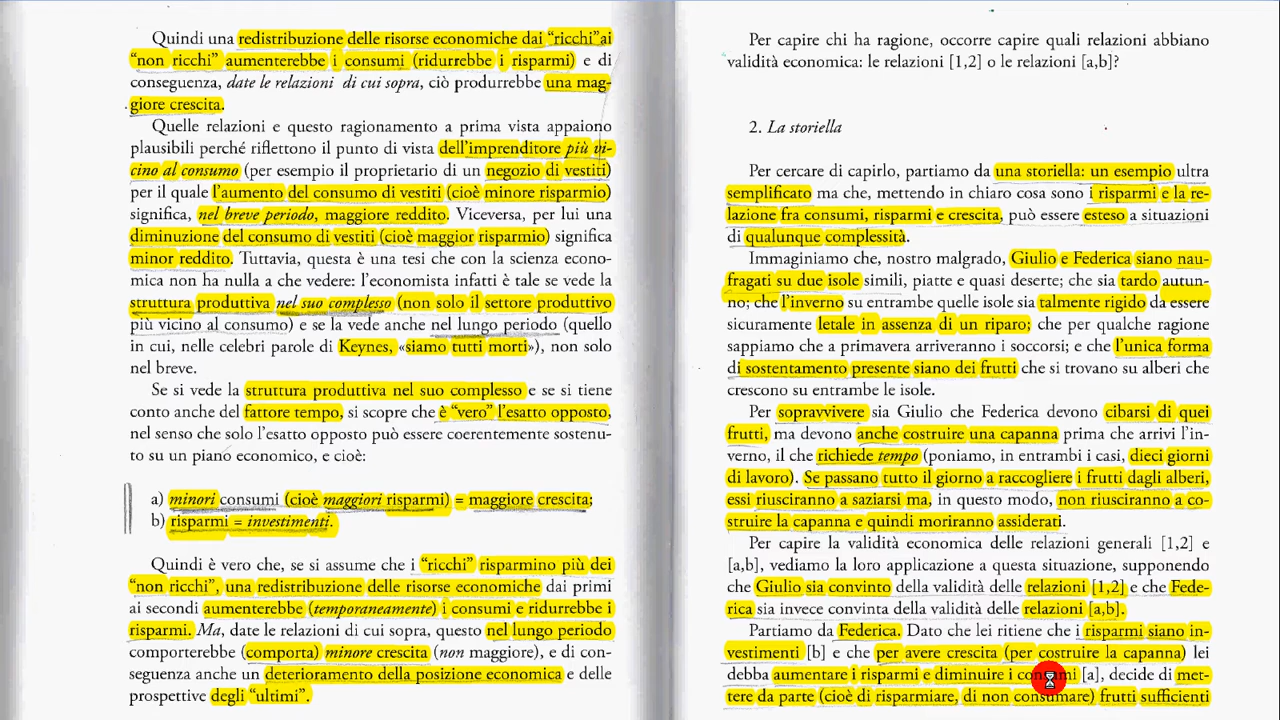 Quindi una redistribuzione delle risorse economiche dai “ricchi”ai
“non ricchi” aumenterebbe i consumi (ridurrebbe i risparmi) e di
conseguenza, date le relazioni di cui sopra, ciò produrrebbe una mag-
giore crescita.
Quelle relazioni e questo ragionamento a prima vista appaiono
plausibili perché riflettono il punto di vista dell’imprenditore più vi-
cino al consumo (per esempio il proprietario di un negozio di vestiti)
per il quale l’aumento del consumo di vestiti (cioè minore risparmio)
significa, nel breve periodo, maggiore reddito. Viceversa, per lui una
diminuzione del consumo di vestiti (cioè maggior risparmio) significa
minor reddito. Tuttavia, questa è una tesi che con la scienza econo-
mica non ha nulla a che vedere: l’economista infatti è tale se vede la
struttura produttiva nel suo complesso (non solo il settore produttivo
più vicino al consumo) e se la vede anche nel lungo periodo (quello
in cui, nelle celebri parole di Keynes, «siamo tutti morti»), non solo
nel breve.
Se si vede la struttura produttiva nel suo complesso e se si tiene
conto anche del fattore tempo, si scopre che è “vero” l’esatto opposto,
nel senso che solo l’esatto opposto può essere coerentemente sostenu-
to su un piano economico, e cioè:
a) minori consumi (cioè maggiori risparmi) = maggiore crescita;
b) risparmi = investimenti.
Quindi è vero che, se si assume che i “ricchi” risparmino più dei
“non ricchi”, una redistribuzione delle risorse economiche dai primi
ai secondi aumenterebbe (temporaneamente) i consumi e ridurrebbe i
risparmi. Ma, date le relazioni di cui sopra, questo nel lungo periodo
comporterebbe (comporta) minore crescita (non maggiore), e di con-
seguenza anche un deterioramento della posizione economica e delle
prospettive degli “ultimi”.
Per capire chi ha ragione, occorre capire quali relazioni abbiano
validità economica: le relazioni [1,2] o le relazioni [a,b]?
2. La storiella
Per cercare di capirlo, partiamo da una storiella: un esempio ultra
semplificato ma che, mettendo in chiaro cosa sono i risparmi e la re-
lazione fra consumi, risparmi e crescita, può essere esteso a situazioni
di qualunque complessità.
Immaginiamo che, nostro malgrado, Giulio e Federica siano nau-
fragati su due isole simili, piatte e quasi deserte; che sia tardo autun-
no; che l’inverno su entrambe quelle isole sia talmente rigido da essere
sicuramente letale in assenza di un riparo; che per qualche ragione
sappiamo che a primavera arriveranno i soccorsi; e che l’unica forma
di sostentamento presente siano dei frutti che si trovano su alberi che
crescono su entrambe le isole.
Per sopravvivere sia Giulio che Federica devono cibarsi di quei
frutti, ma devono anche costruire una capanna prima che arrivi l’in-
verno, il che richiede tempo (poniamo, in entrambi i casi, dieci giorni
di lavoro). Se passano tutto il giorno a raccogliere i frutti dagli alberi,
essi riusciranno a saziarsi ma, in questo modo, non riusciranno a co-
struire la capanna e quindi moriranno assiderati.
Per capire la validità economica delle relazioni generali [1,2] e
[a,b], vediamo la loro applicazione a questa situazione, supponendo
che Giulio sia convinto della validità delle relazioni [1,2] e che Fede-
rica sia invece convinta della validità delle relazioni [a,b].
Partiamo da Federica. Dato che lei ritiene che i risparmi siano in-
vestimenti [b] e che per avere crescita (per costruire la capanna) lei
debba aumentare i risparmi e diminuire i consumi [a], decide di met-
tere da parte (cioè di risparmiare, di non consumare) frutti sufficienti